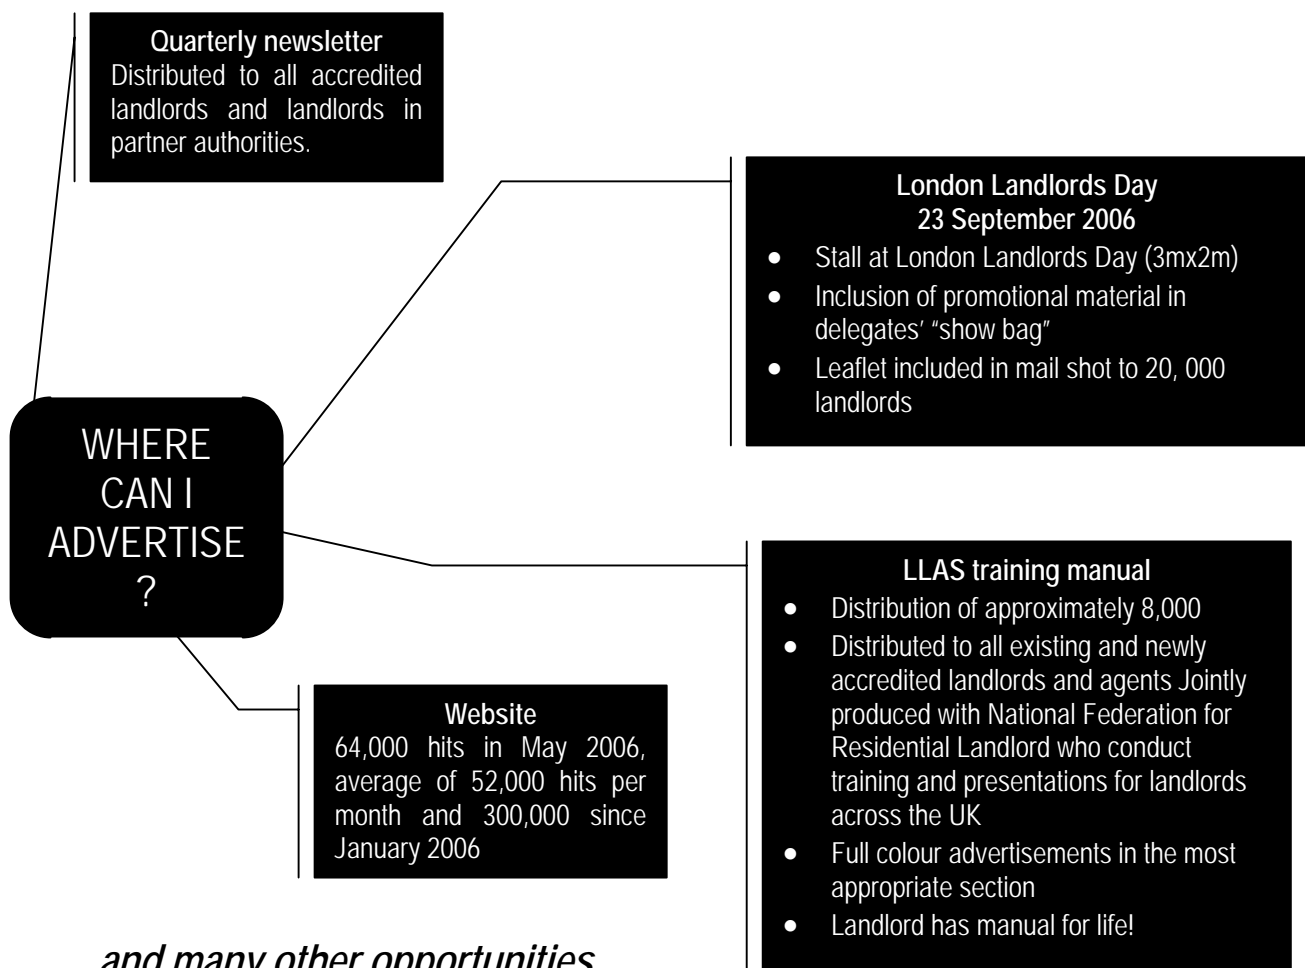 Quarterly newsletter
Distributed to all accredited
landlords and landlords in
partner authorities.
London Landlords Day
23 September 2006
• Stall at London Landlords Day (3mx2m)
• Inclusion of promotional material in
delegates’ “show bag”
• Leaflet included in mail shot to 20, 000
landlords
WHERE
CAN I
ADVERTISE
?
LLAS training manual
• Distribution of approximately 8,000
• Distributed to all existing and newly
accredited landlords and agents Jointly
produced with National Federation for
Residential Landlord who conduct
training and presentations for landlords
across the UK
• Full colour advertisements in the most
appropriate section
• Landlord has manual for life!
Website
64,000 hits in May 2006,
average of 52,000 hits per
month and 300,000 since
January 2006
and many other opportunities